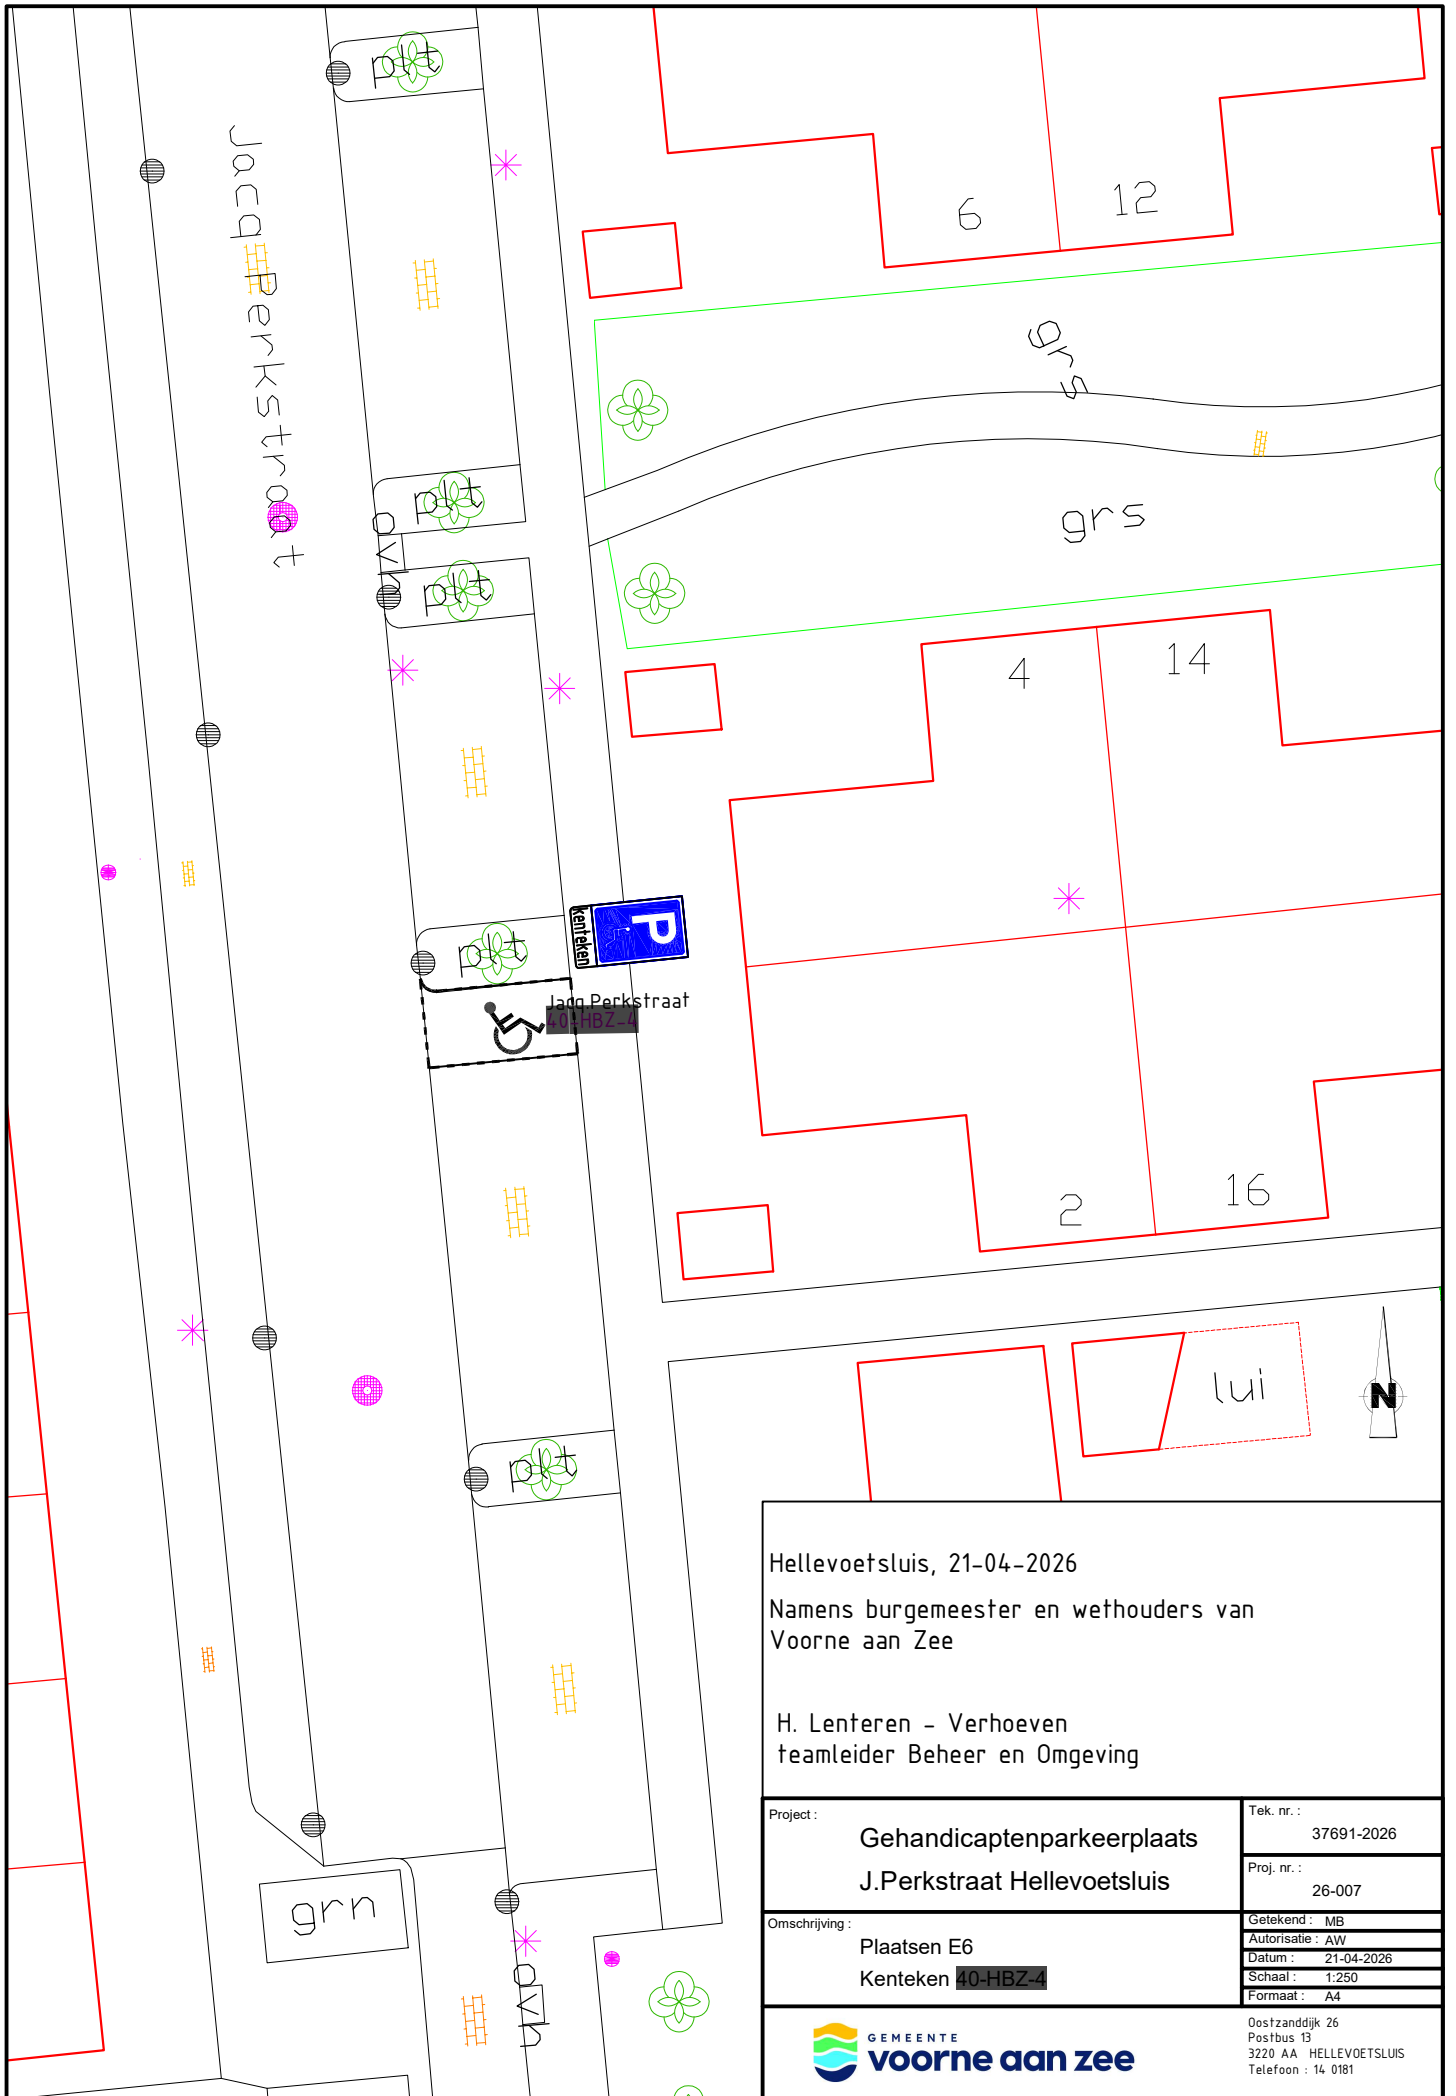 plt
Jacq Perkstraat
6
12
grs
plt
ovh
plt
grs
4
14
plt
kenteken
P
Jacq.Perkstraat
40-HBZ-4
2
16
lui
N
plt
Hellevoetsluis, 21-04-2026
Namens burgemeester en wethouders van
Voorne aan Zee
H. Lenteren - Verhoeven
teamleider Beheer en Omgeving
Project :
Gehandicaptenparkeerplaats
J.Perkstraat Hellevoetsluis
Tek. nr. :
37691-2026
Proj. nr. :
26-007
Omschrijving :
Plaatsen E6
Kenteken 40-HBZ-4
Getekend : MB
Autorisatie : AW
Datum : 21-04-2026
Schaal : 1:250
Formaat : A4
grn
ovh
GEMEENTE
voorne aan zee
Oostzanddijk 26
Postbus 13
3220 AA HELLEVOETSLUIS
Telefoon : 14 0181